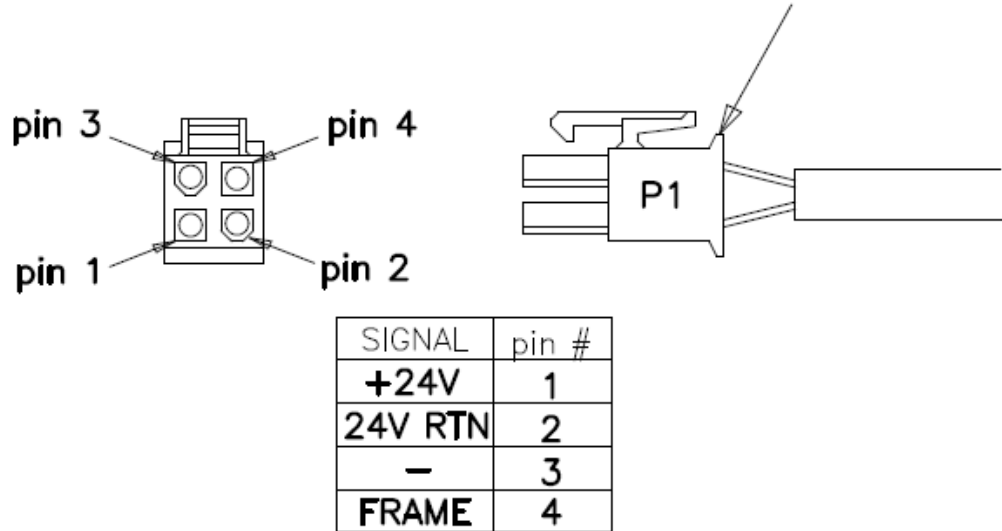 pin 3
pin 4
P1
pin 1
pin 2
SIGNAL pin #
+24V 1
24V RTN 2
- 3
FRAME 4